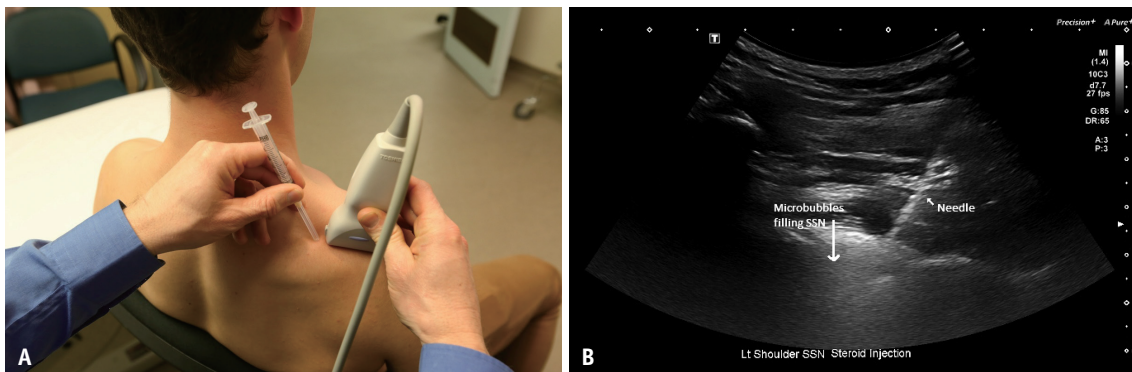 A
B
T
Precision+ A Pure+
MI
(1.4)
10C3
d7.7
27 fps
G:85
DR:65
A:3
P:3
Microbubbles
filling SSN
Needle
Lt Shoulder SSN Steroid Injection